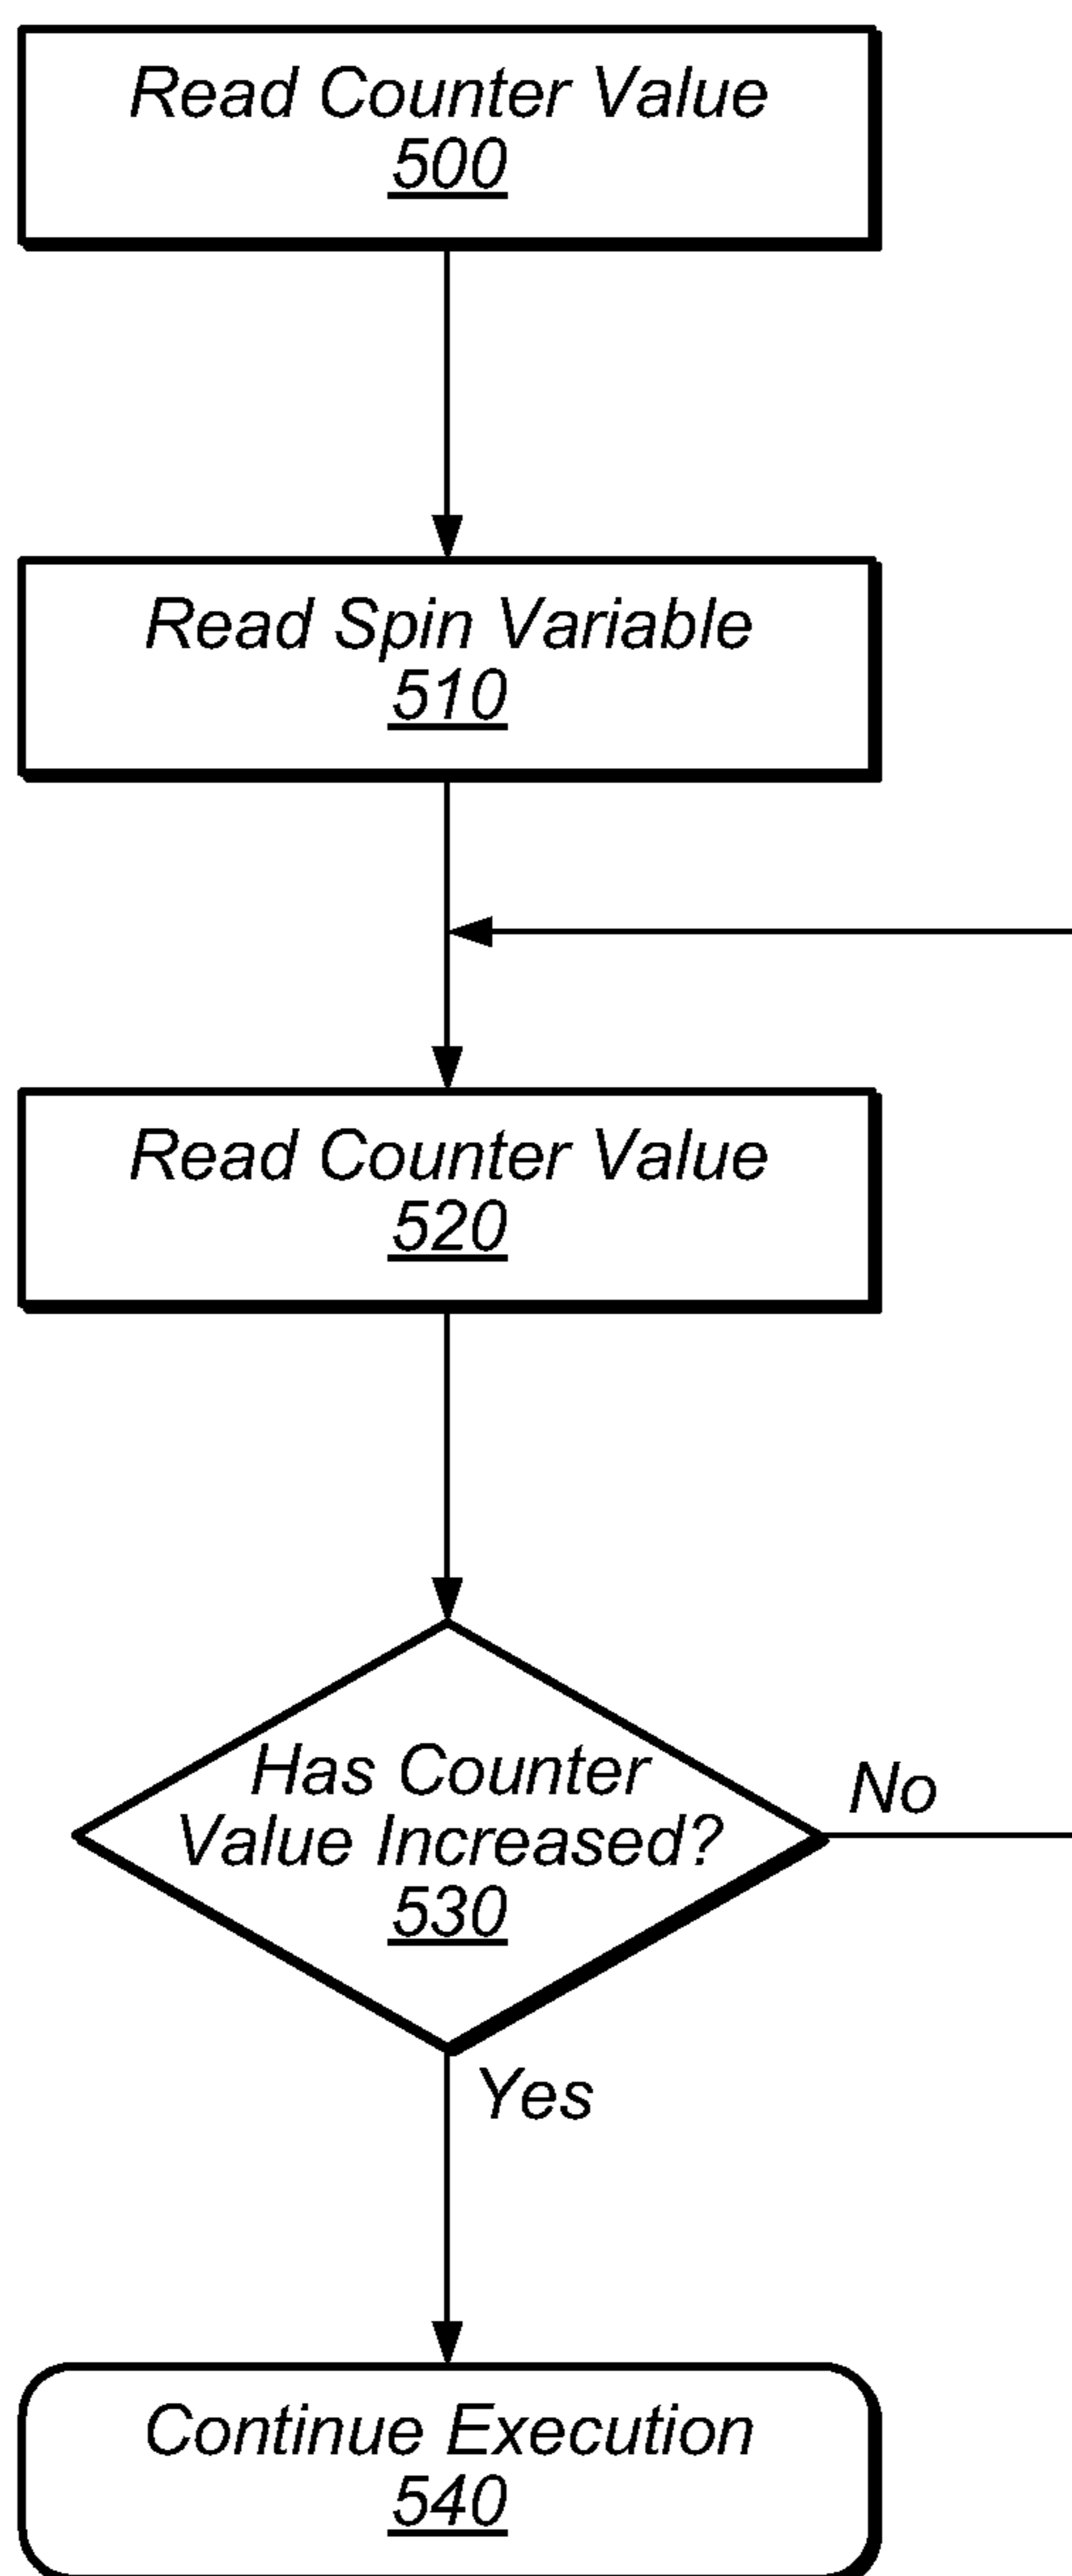 Read Counter Value
500
Read Spin Variable
510
Read Counter Value
520
Has Counter
Value Increased?
530
No
Yes
Continue Execution
540